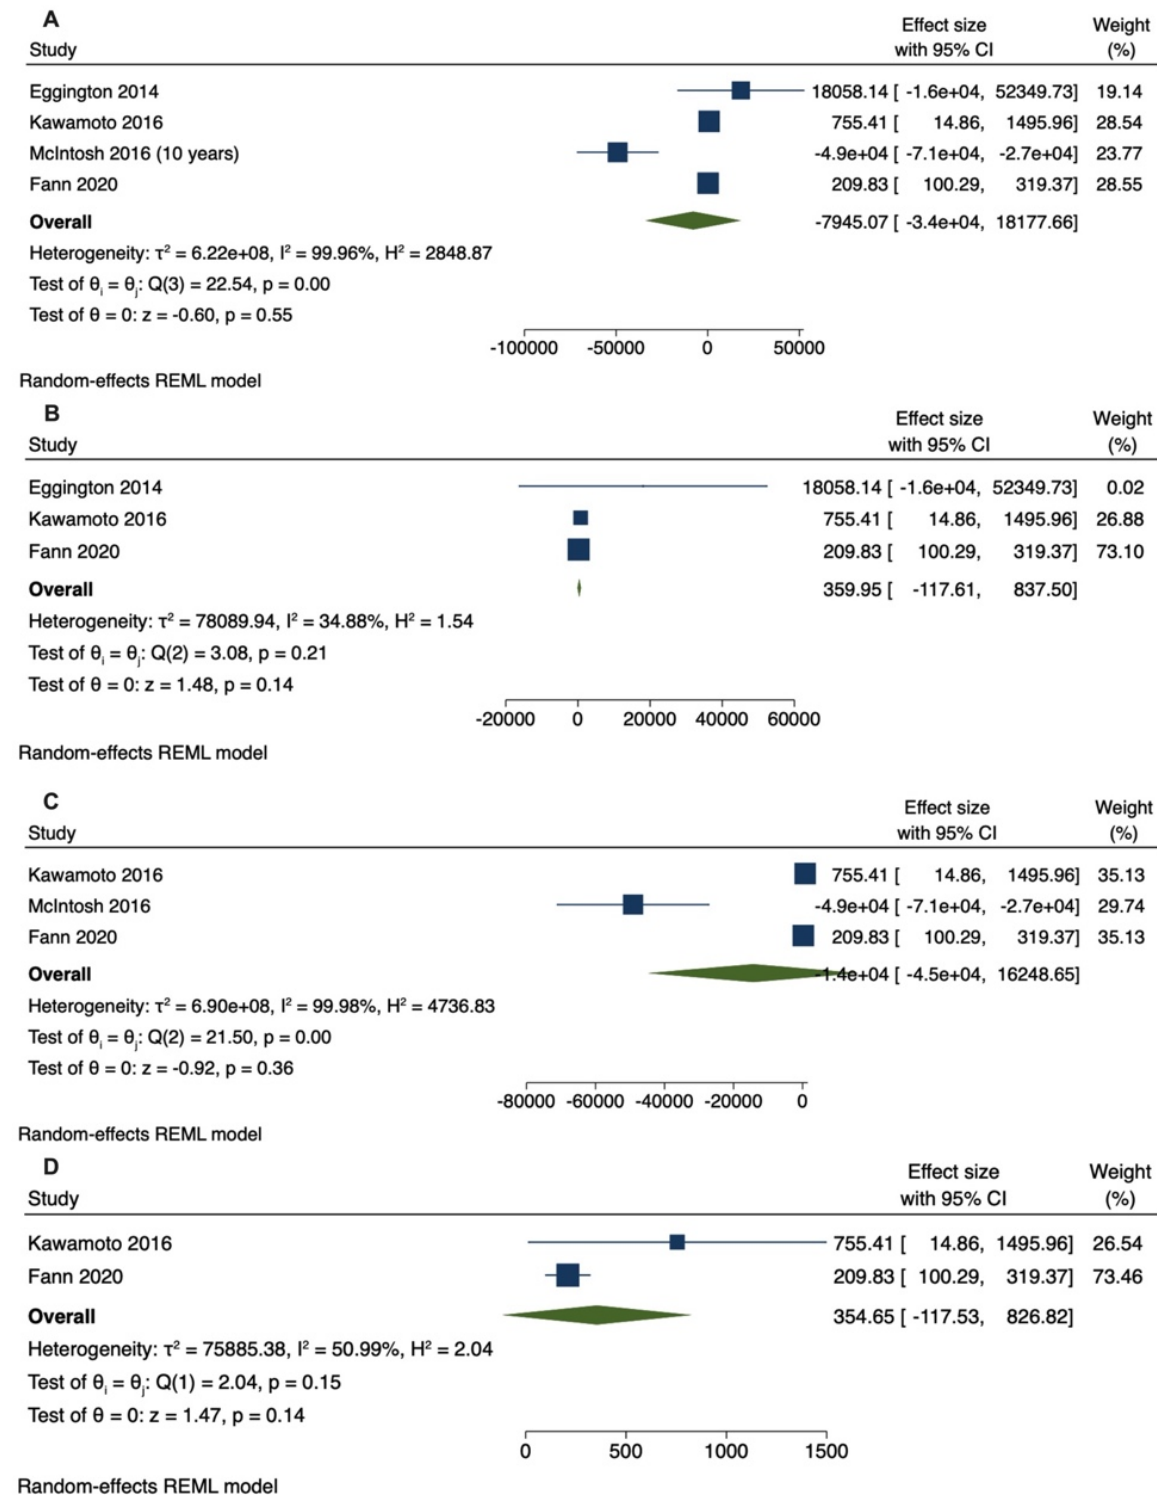 A
Effect size Weight
Study with 95% CI (%)
Eggington 2014 18058.14 [ -1.6e+04, 52349.73] 19.14
Kawamoto 2016 755.41 [ 14.86, 1495.96] 28.54
McIntosh 2016 (10 years) -4.9e+04 [ -7.1e+04, -2.7e+04] 23.77
Fann 2020 209.83 [ 100.29, 319.37] 28.55
Overall -7945.07 [ -3.4e+04, 18177.66]
Heterogeneity: τ² = 6.22e+08, I² = 99.96%, H² = 2848.87
Test of θᵢ = θⱼ: Q(3) = 22.54, p = 0.00
Test of θ = 0: z = -0.60, p = 0.55
-100000 -50000 0 50000
Random-effects REML model
B
Effect size Weight
Study with 95% CI (%)
Eggington 2014 18058.14 [ -1.6e+04, 52349.73] 0.02
Kawamoto 2016 755.41 [ 14.86, 1495.96] 26.88
Fann 2020 209.83 [ 100.29, 319.37] 73.10
Overall 359.95 [ -117.61, 837.50]
Heterogeneity: τ² = 78089.94, I² = 34.88%, H² = 1.54
Test of θᵢ = θⱼ: Q(2) = 3.08, p = 0.21
Test of θ = 0: z = 1.48, p = 0.14
-20000 0 20000 40000 60000
Random-effects REML model
C
Effect size Weight
Study with 95% CI (%)
Kawamoto 2016 755.41 [ 14.86, 1495.96] 35.13
McIntosh 2016 -4.9e+04 [ -7.1e+04, -2.7e+04] 29.74
Fann 2020 209.83 [ 100.29, 319.37] 35.13
Overall -1.4e+04 [ -4.5e+04, 16248.65]
Heterogeneity: τ² = 6.90e+08, I² = 99.98%, H² = 4736.83
Test of θᵢ = θⱼ: Q(2) = 21.50, p = 0.00
Test of θ = 0: z = -0.92, p = 0.36
-80000 -60000 -40000 -20000 0
Random-effects REML model
D
Effect size Weight
Study with 95% CI (%)
Kawamoto 2016 755.41 [ 14.86, 1495.96] 26.54
Fann 2020 209.83 [ 100.29, 319.37] 73.46
Overall 354.65 [ -117.53, 826.82]
Heterogeneity: τ² = 75885.38, I² = 50.99%, H² = 2.04
Test of θᵢ = θⱼ: Q(1) = 2.04, p = 0.15
Test of θ = 0: z = 1.47, p = 0.14
0 500 1000 1500
Random-effects REML model